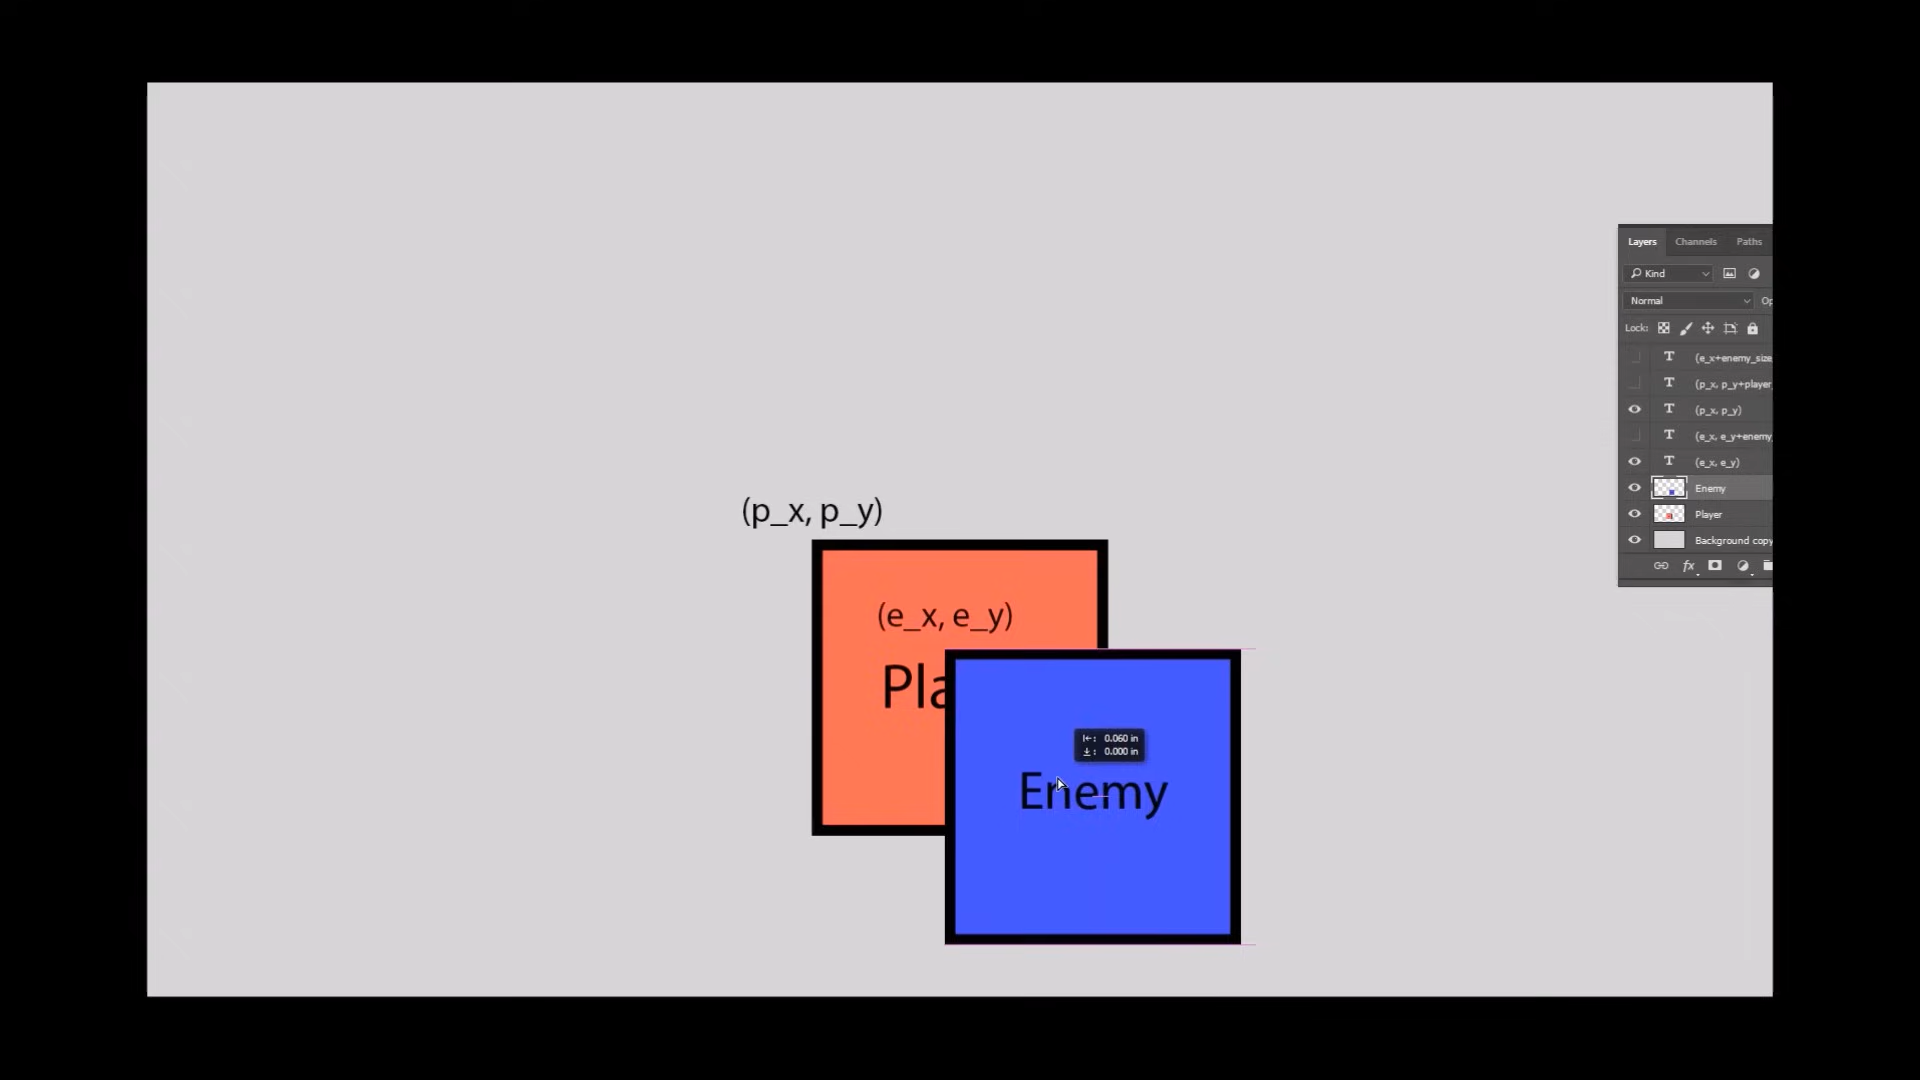 Layers Channels Paths
Kind
Normal
Lock:
(e_x+enemy_size
(p_x, p_y+player
(p_x, p_y)
(e_x, e_y+enemy
(e_x, e_y)
Enemy
Player
Background copy
fx
(p_x, p_y)
(e_x, e_y)
Pla
0.060 in
0.000 in
Enemy